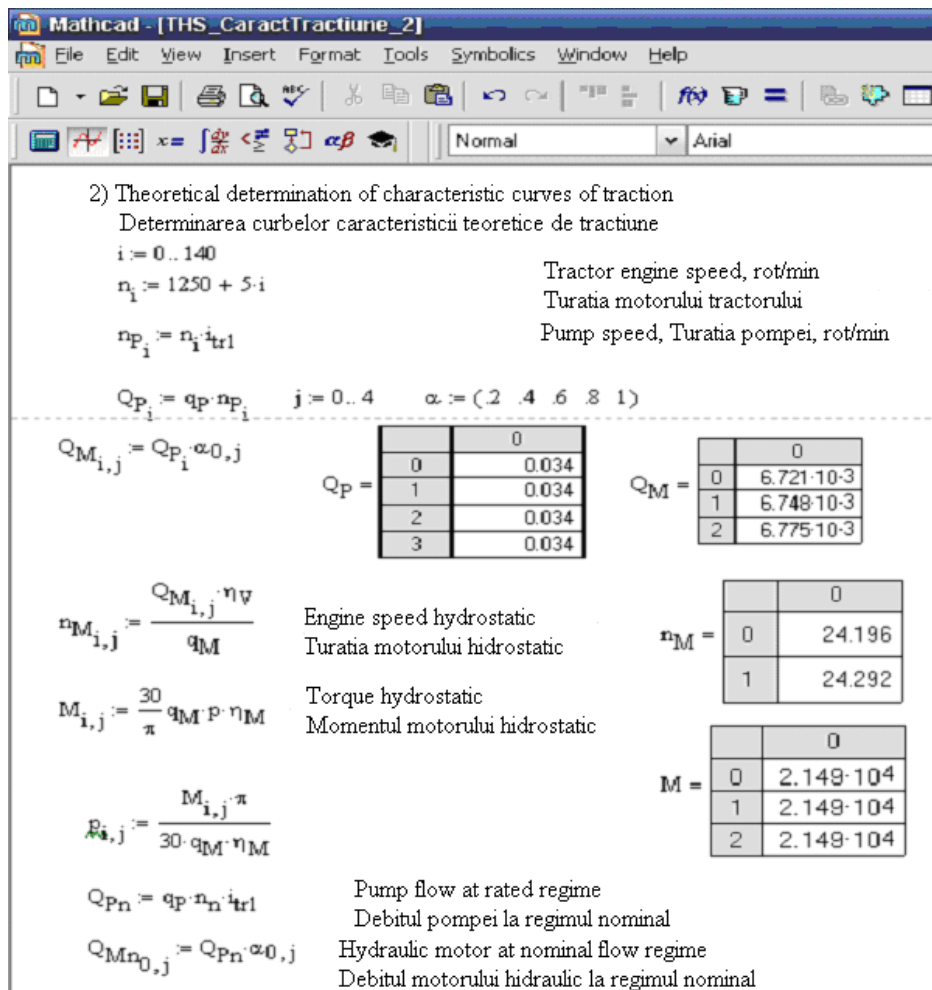 Mathcad - [THS_CaractTractiune_2]
File Edit View Insert Format Tools Symbolics Window Help
Normal Arial
2) Theoretical determination of characteristic curves of traction
Determinarea curbelor caracteristicii teoretice de tractiune
i := 0 .. 140
n_i := 1250 + 5·i
Tractor engine speed, rot/min
Turatia motorului tractorului
n_P_i := n_i·i_tr1
Pump speed, Turatia pompei, rot/min
Q_P_i := q_P·n_P_i j := 0 .. 4 α := (.2 .4 .6 .8 1)
Q_M_i,j := Q_P_i·α_0,j
Q_P =
0
0 0.034
1 0.034
2 0.034
3 0.034
Q_M =
0
0 6.721·10-3
1 6.748·10-3
2 6.775·10-3
n_M_i,j := Q_M_i,j·η_V / q_M
Engine speed hydrostatic
Turatia motorului hidrostatic
n_M =
0
0 24.196
1 24.292
M_i,j := 30/π q_M·p·η_M
Torque hydrostatic
Momentul motorului hidrostatic
M =
0
0 2.149·10^4
1 2.149·10^4
2 2.149·10^4
p_i,j := M_i,j·π / 30·q_M·η_M
Q_Pn := q_P·n_n·i_tr1
Pump flow at rated regime
Debitul pompei la regimul nominal
Q_Mn_0,j := Q_Pn·α_0,j
Hydraulic motor at nominal flow regime
Debitul motorului hidraulic la regimul nominal